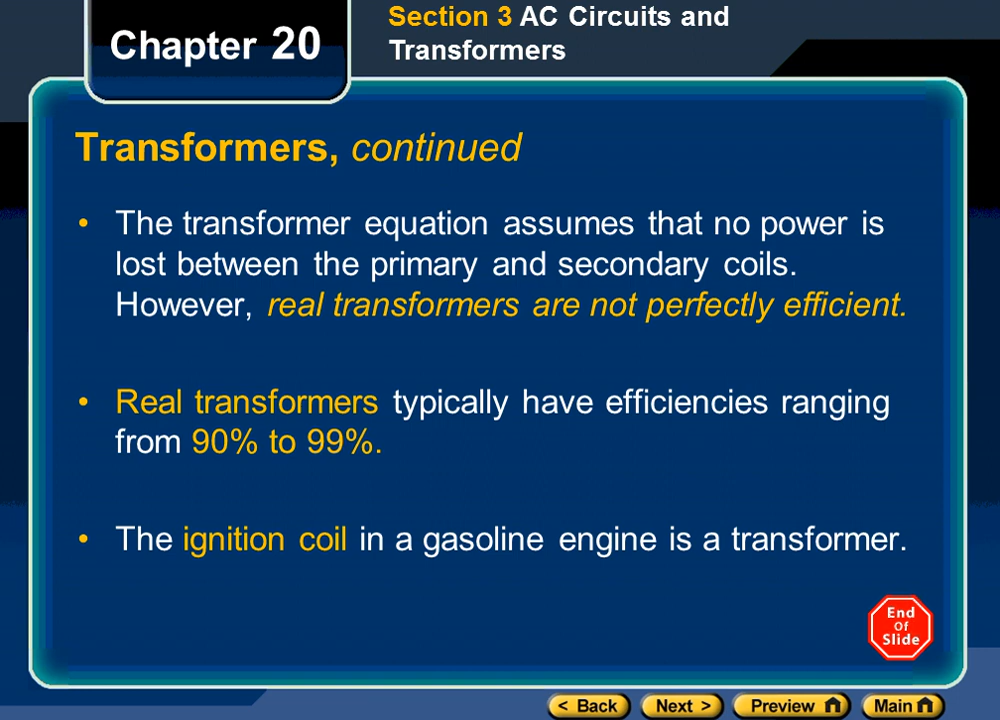 Chapter 20
Section 3 AC Circuits and
Transformers
Transformers, continued
• The transformer equation assumes that no power is
lost between the primary and secondary coils.
However, real transformers are not perfectly efficient.
• Real transformers typically have efficiencies ranging
from 90% to 99%.
• The ignition coil in a gasoline engine is a transformer.
End
Of
Slide
< Back
Next >
Preview
Main